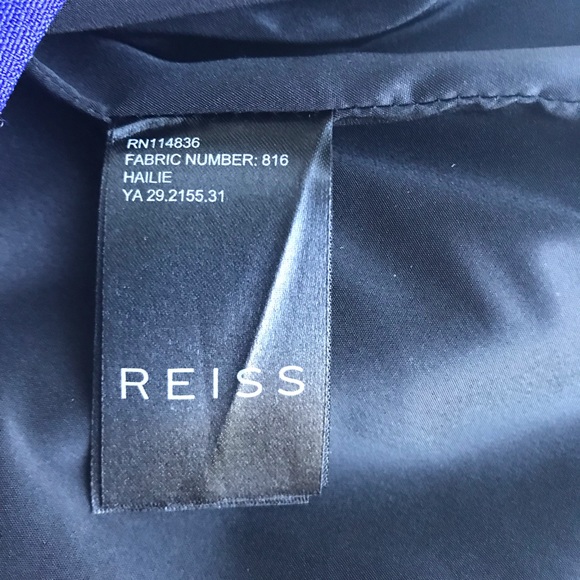 RN114836
FABRIC NUMBER: 816
HAILIE
YA 29.2155.31
REISS